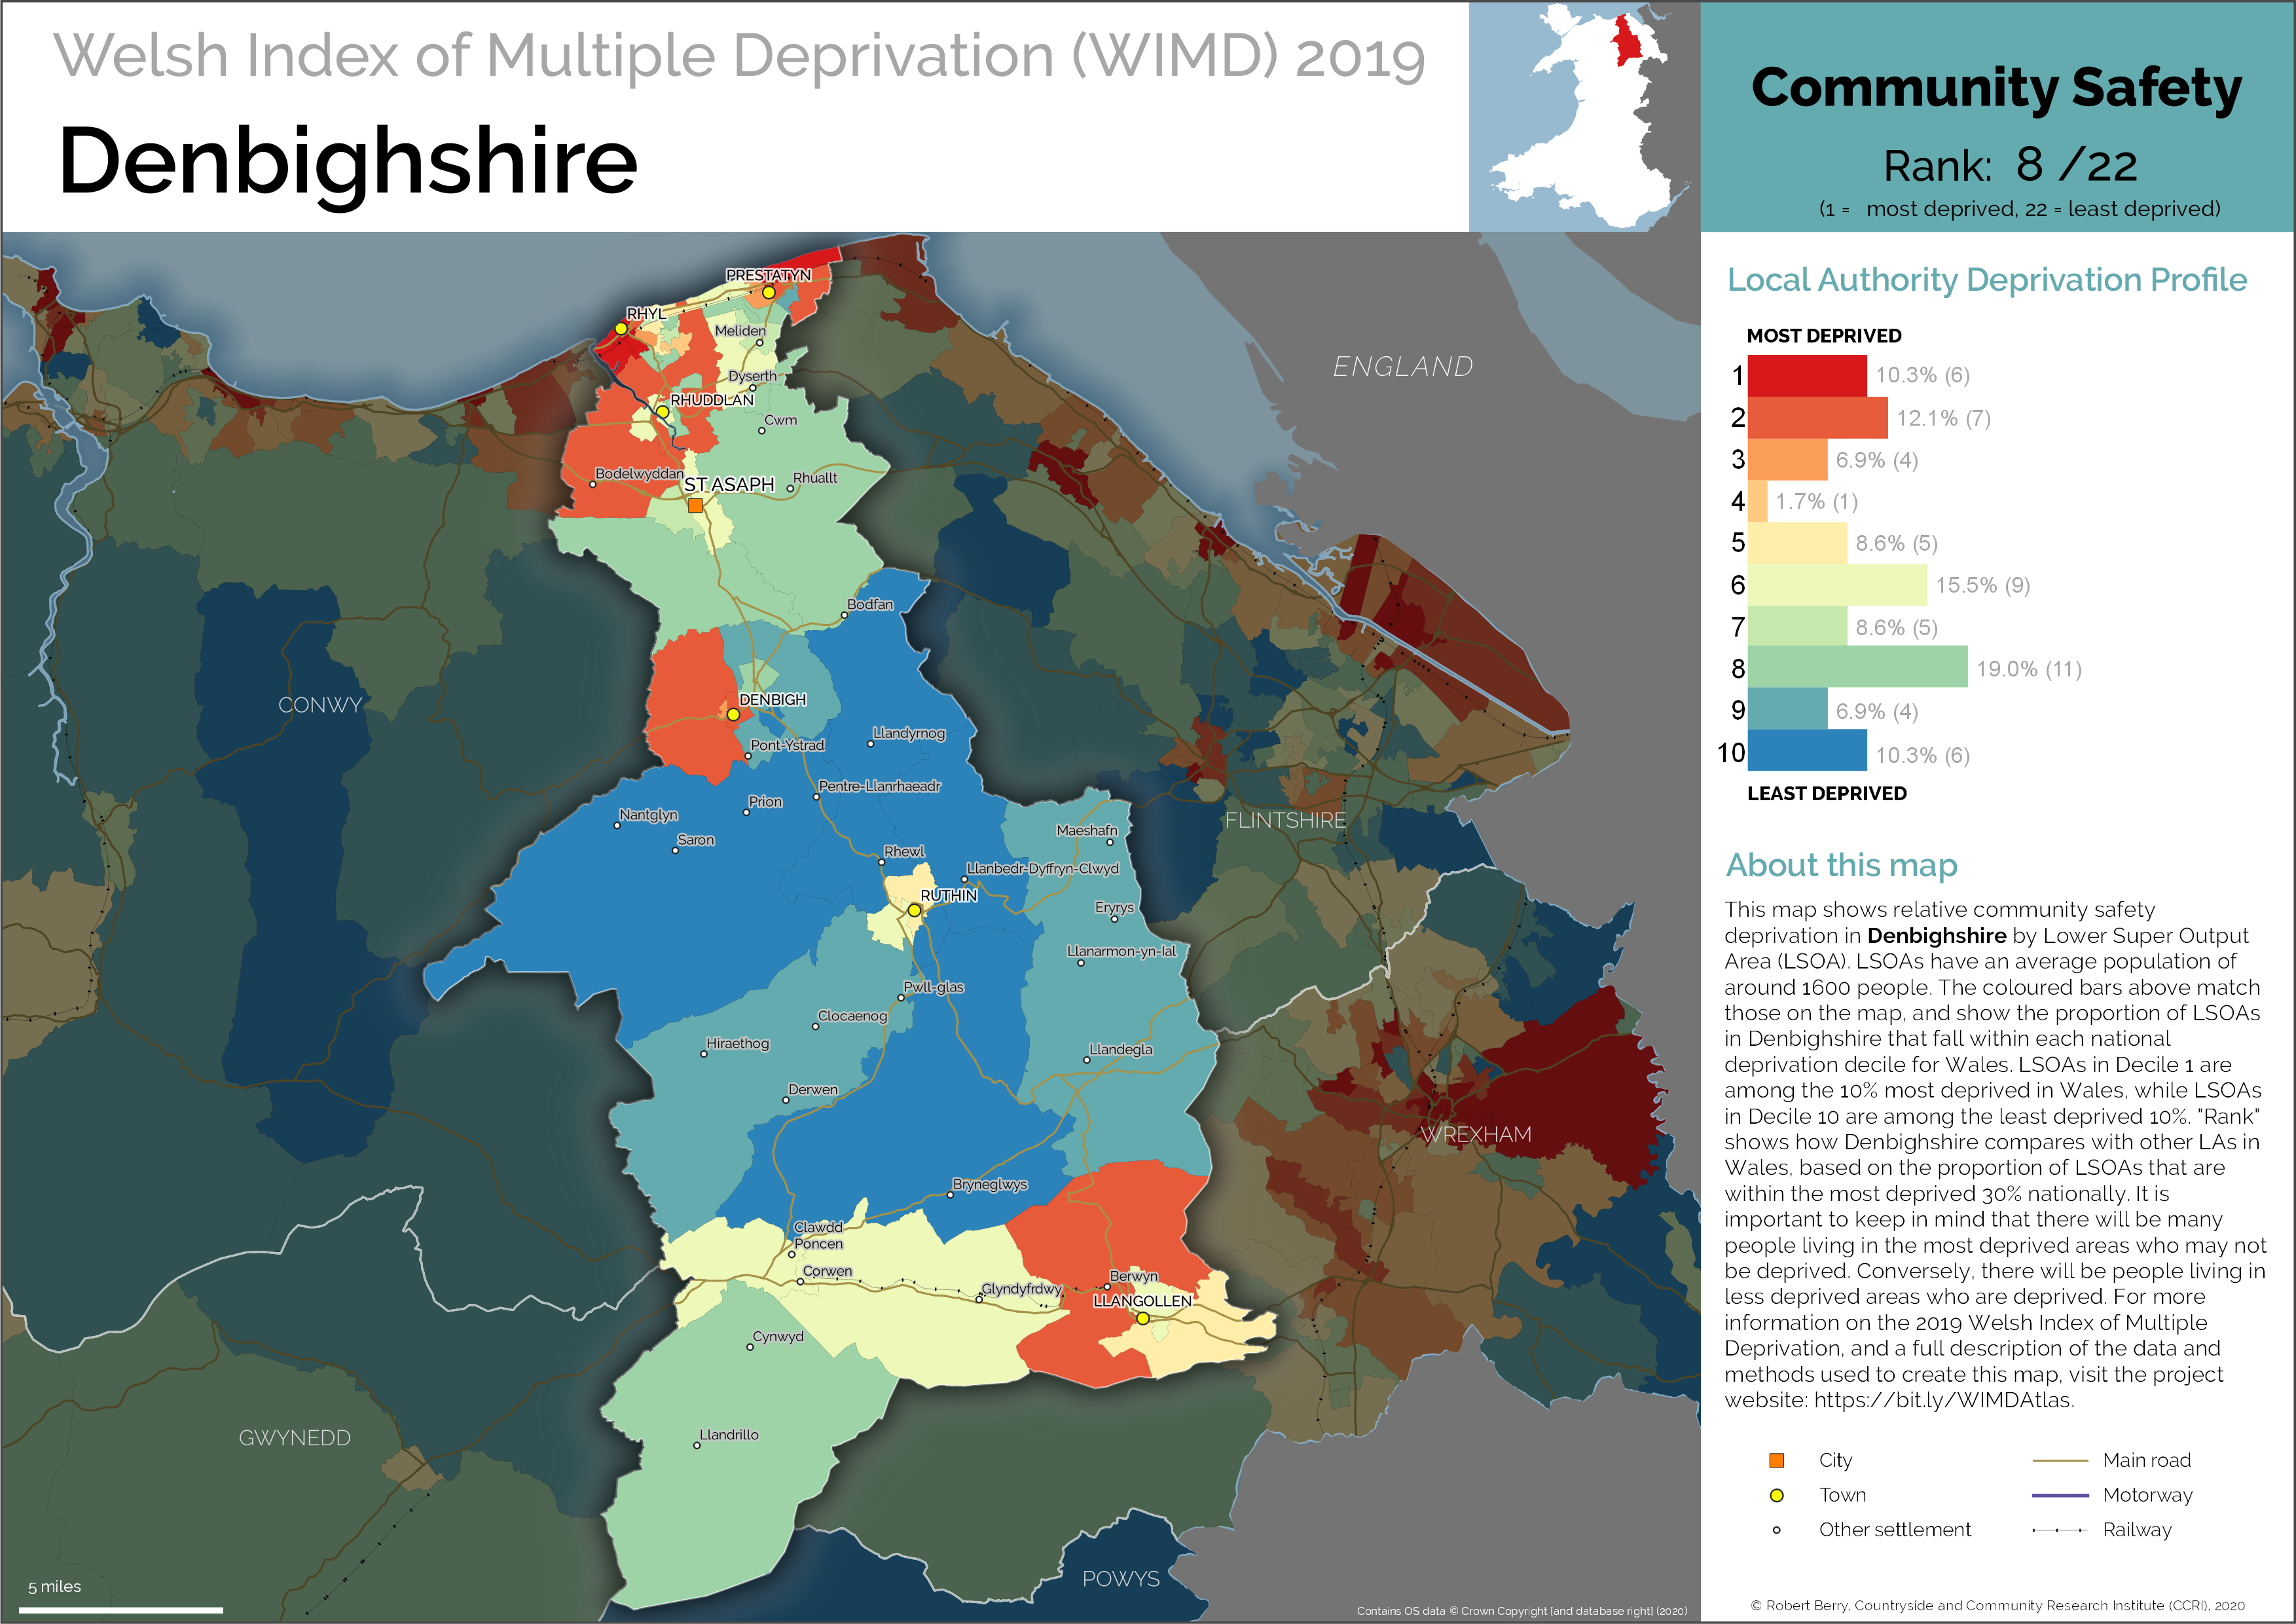 Welsh Index of Multiple Deprivation (WIMD) 2019
Denbighshire
Community Safety
Rank: 8 /22
(1 = most deprived, 22 = least deprived)
Local Authority Deprivation Profile
MOST DEPRIVED
1 10.3% (6)
2 12.1% (7)
3 6.9% (4)
4 1.7% (1)
5 8.6% (5)
6 15.5% (9)
7 8.6% (5)
8 19.0% (11)
9 6.9% (4)
10 10.3% (6)
LEAST DEPRIVED
About this map
This map shows relative community safety
deprivation in Denbighshire by Lower Super Output
Area (LSOA). LSOAs have an average population of
around 1600 people. The coloured bars above match
those on the map, and show the proportion of LSOAs
in Denbighshire that fall within each national
deprivation decile for Wales. LSOAs in Decile 1 are
among the 10% most deprived in Wales, while LSOAs
in Decile 10 are among the least deprived 10%. "Rank"
shows how Denbighshire compares with other LAs in
Wales, based on the proportion of LSOAs that are
within the most deprived 30% nationally. It is
important to keep in mind that there will be many
people living in the most deprived areas who may not
be deprived. Conversely, there will be people living in
less deprived areas who are deprived. For more
information on the 2019 Welsh Index of Multiple
Deprivation, and a full description of the data and
methods used to create this map, visit the project
website: https://bit.ly/WIMDAtlas.
City
Town
Other settlement
Main road
Motorway
Railway
© Robert Berry, Countryside and Community Research Institute (CCRI), 2020
PRESTATYN
RHYL
Meliden
ENGLAND
Dyserth
RHUDDLAN
Cwm
Bodelwyddan
Rhuallt
ST ASAPH
Bodfan
CONWY
DENBIGH
Llandyrnog
Pont-Ystrad
Pentre-Llanrhaeadr
Prion
Nantglyn
Saron
FLINTSHIRE
Maeshafn
Rhewl
Llanbedr-Dyffryn-Clwyd
RUTHIN
Eryrys
Llanarmon-yn-Ial
Pwll-glas
Clocaenog
Hiraethog
Llandegla
Derwen
WREXHAM
Bryneglwys
Clawdd
Poncen
Corwen
Berwyn
Glyndyfrdwy
LLANGOLLEN
Cynwyd
Llandrillo
GWYNEDD
POWYS
5 miles
Contains OS data © Crown Copyright [and database right] (2020)